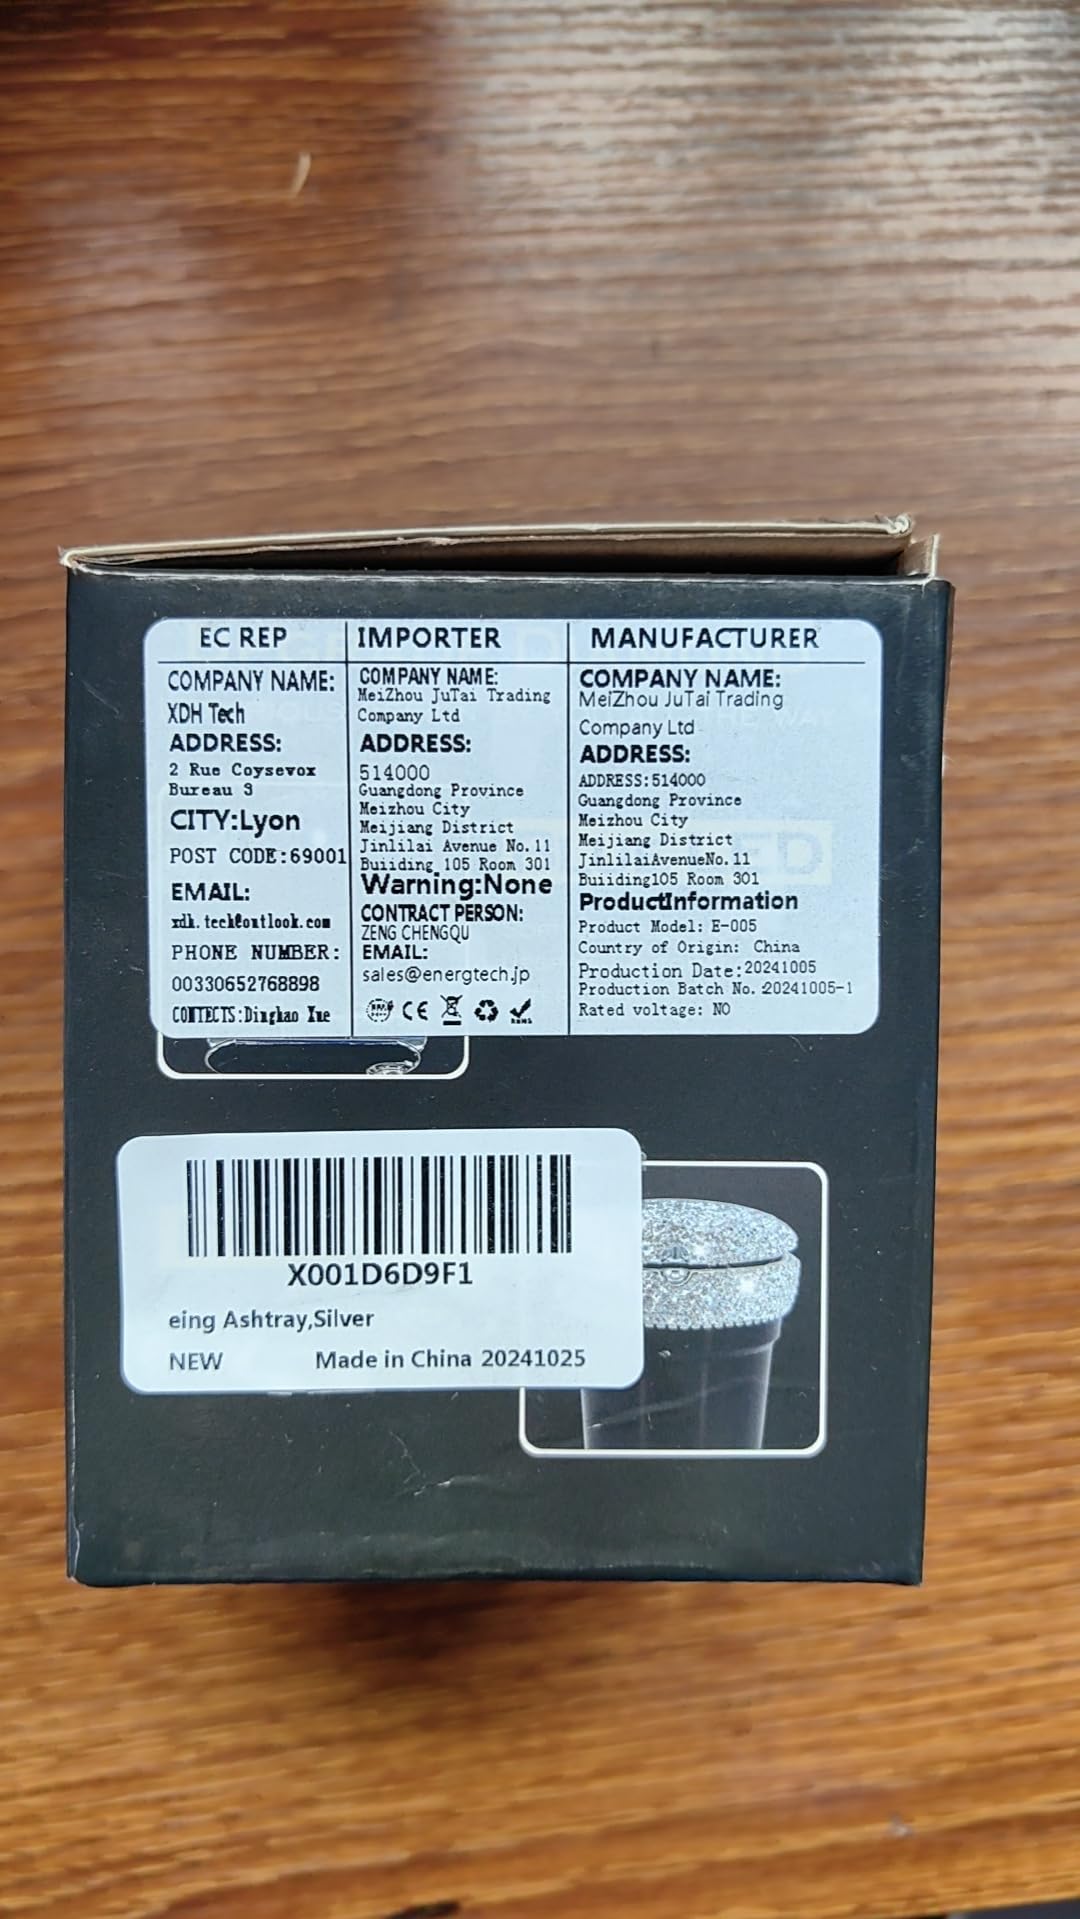 EC REP
COMPANY NAME:
XDH Tech
ADDRESS:
2 Rue Coysevox
Bureau 3
CITY:Lyon
POST CODE:69001
EMAIL:
xdh.tech@outlook.com
PHONE NUMBER:
00330652768898
CONTECTS:Dinghao Xue
IMPORTER
COMPANY NAME:
MeiZhou JuTai Trading
Company Ltd
ADDRESS:
514000
Guangdong Province
Meizhou City
Meijiang District
Jinlilai Avenue No.11
Buiiding 105 Room 301
Warning:None
CONTRACT PERSON:
ZENG CHENGQU
EMAIL:
sales@energtech.jp
CE
MANUFACTURER
COMPANY NAME:
MeiZhou JuTai Trading
Company Ltd
ADDRESS:
ADDRESS:514000
Guangdong Province
Meizhou City
Meijiang District
JinlilaiAvenueNo.11
Buiiding105 Room 301
ProductInformation
Product Model: E-005
Country of Origin: China
Production Date:20241005
Production Batch No.:20241005-1
Rated voltage: NO
X001D6D9F1
eing Ashtray,Silver
NEW Made in China 20241025